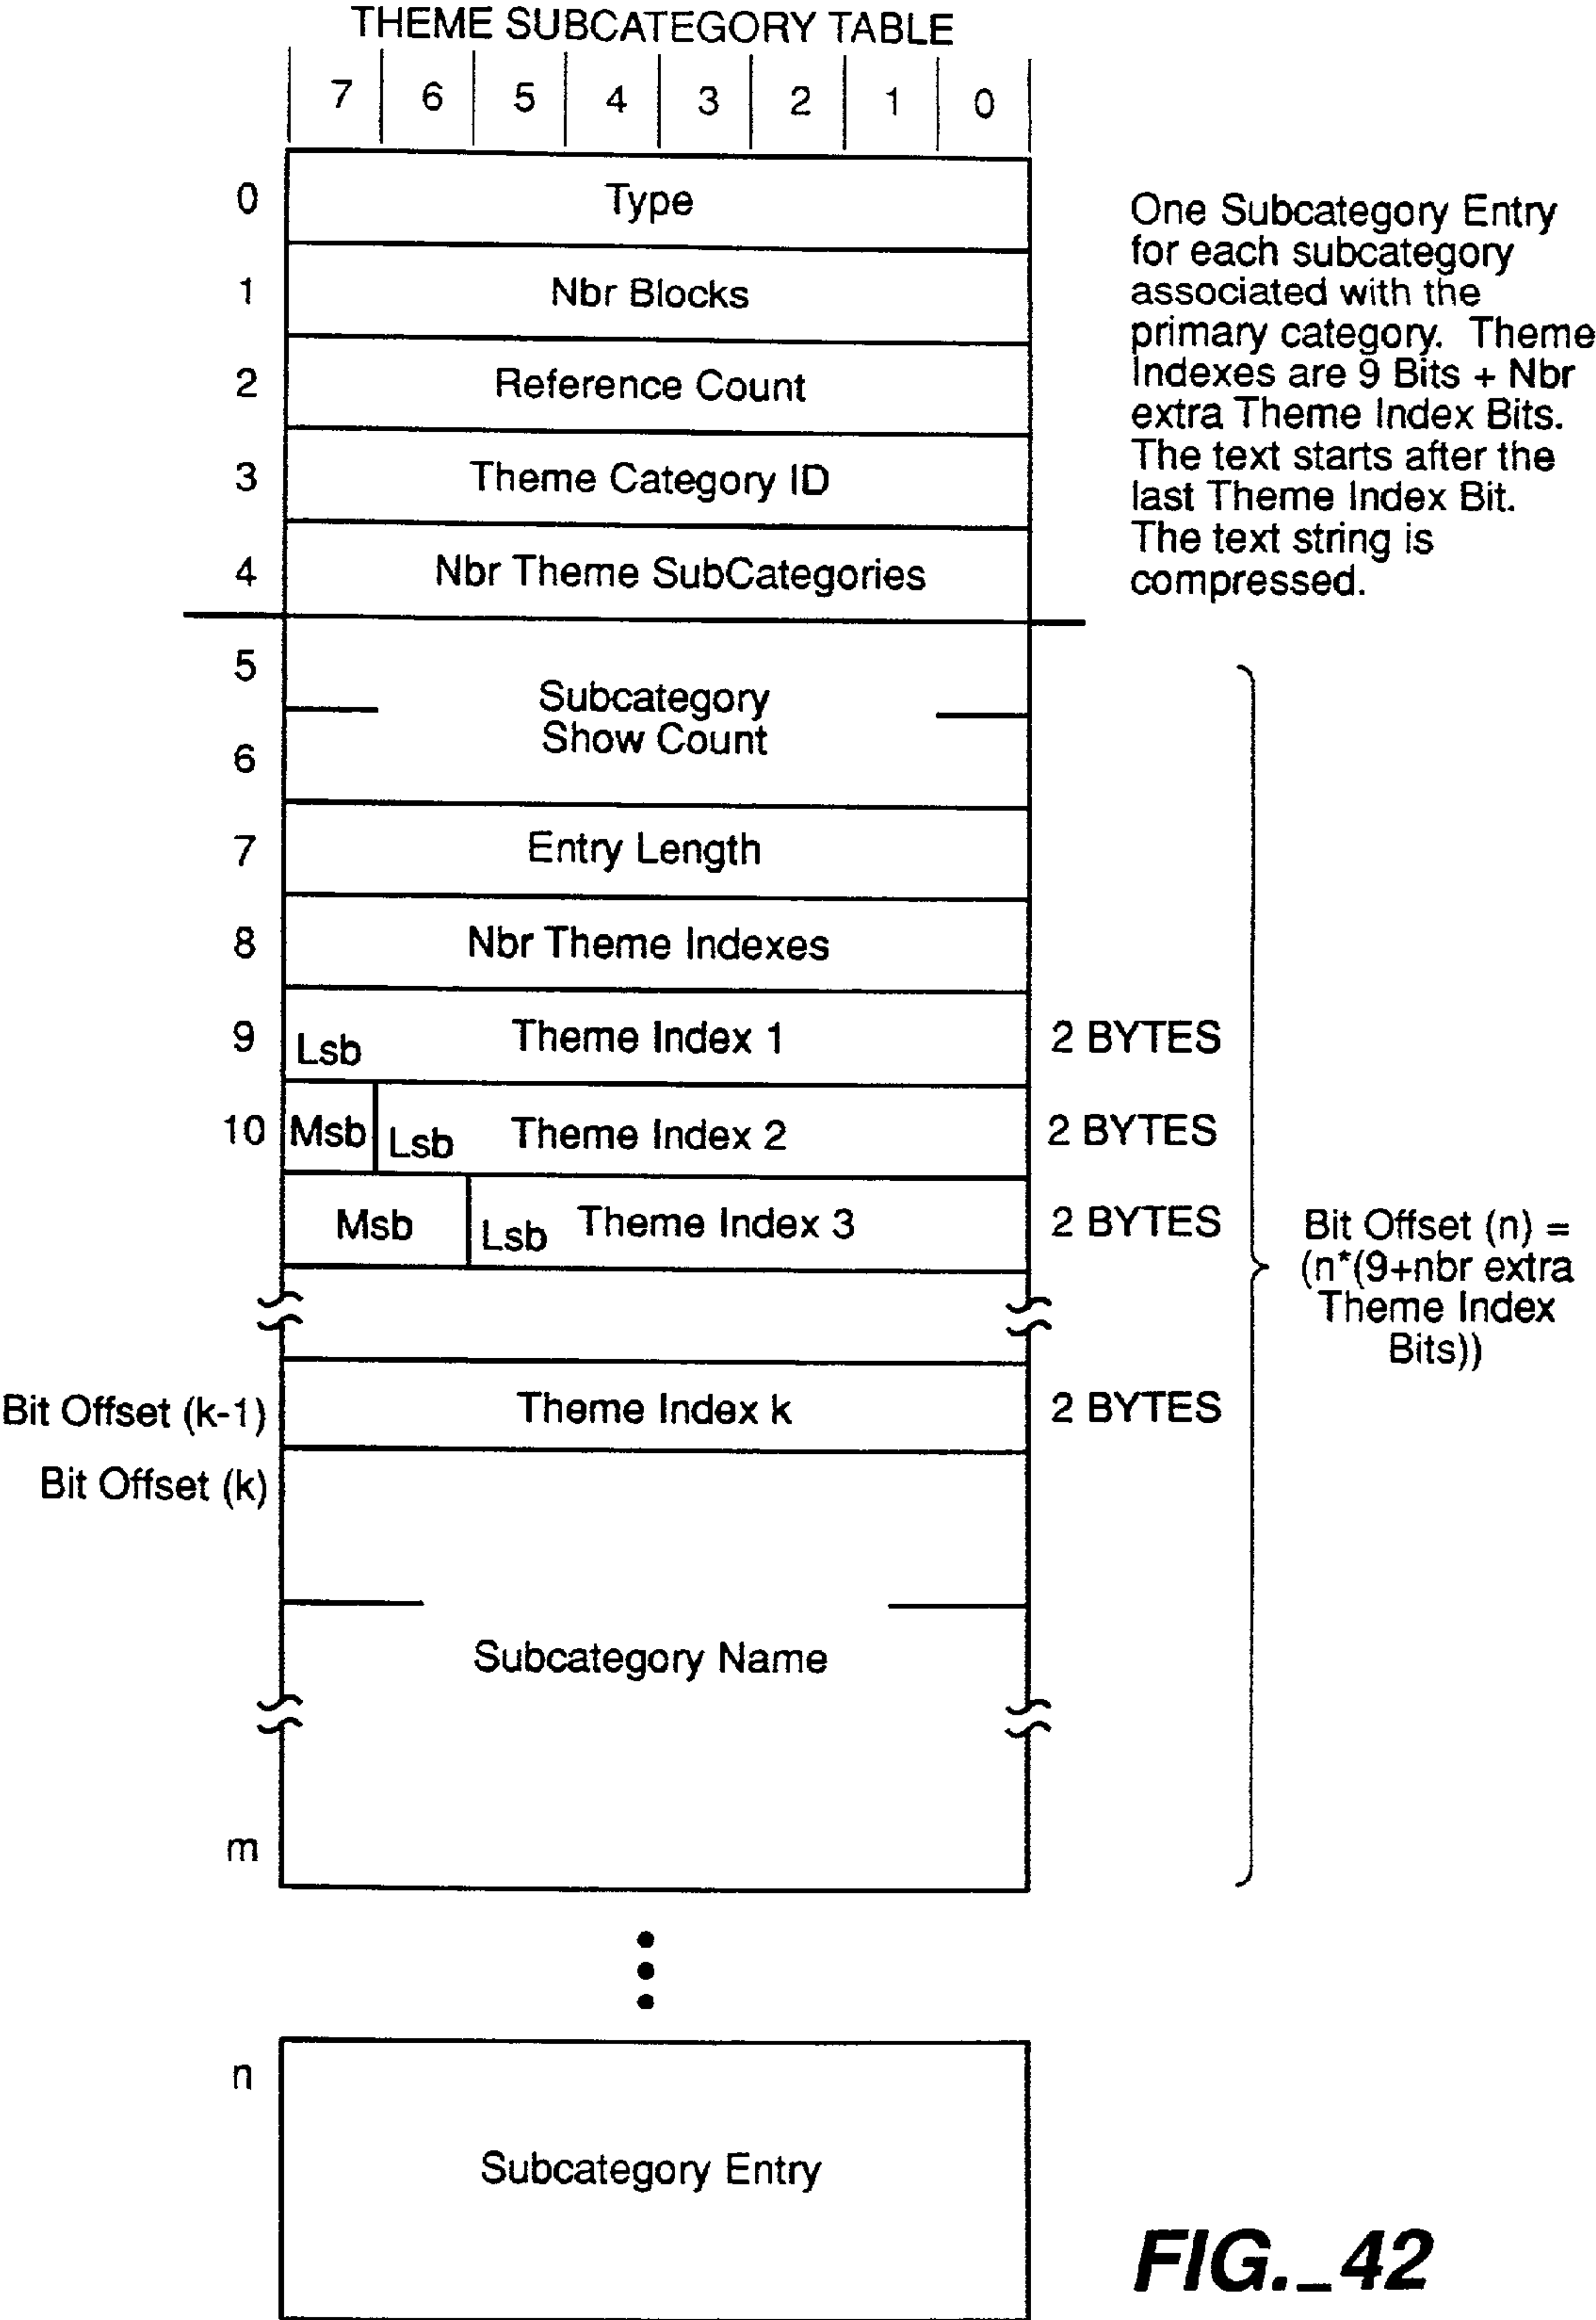 THEME SUBCATEGORY TABLE
7 6 5 4 3 2 1 0
0 Type
1 Nbr Blocks
2 Reference Count
3 Theme Category ID
4 Nbr Theme SubCategories
One Subcategory Entry
for each subcategory
associated with the
primary category. Theme
Indexes are 9 Bits + Nbr
extra Theme Index Bits.
The text starts after the
last Theme Index Bit.
The text string is
compressed.
5
Subcategory
Show Count
6
7 Entry Length
8 Nbr Theme Indexes
9 Lsb Theme Index 1 2 BYTES
10 Msb Lsb Theme Index 2 2 BYTES
Msb Lsb Theme Index 3 2 BYTES
Bit Offset (n) =
(n*(9+nbr extra
Theme Index
Bits))
Bit Offset (k-1) Theme Index k 2 BYTES
Bit Offset (k)
Subcategory Name
m
n
Subcategory Entry
FIG._42